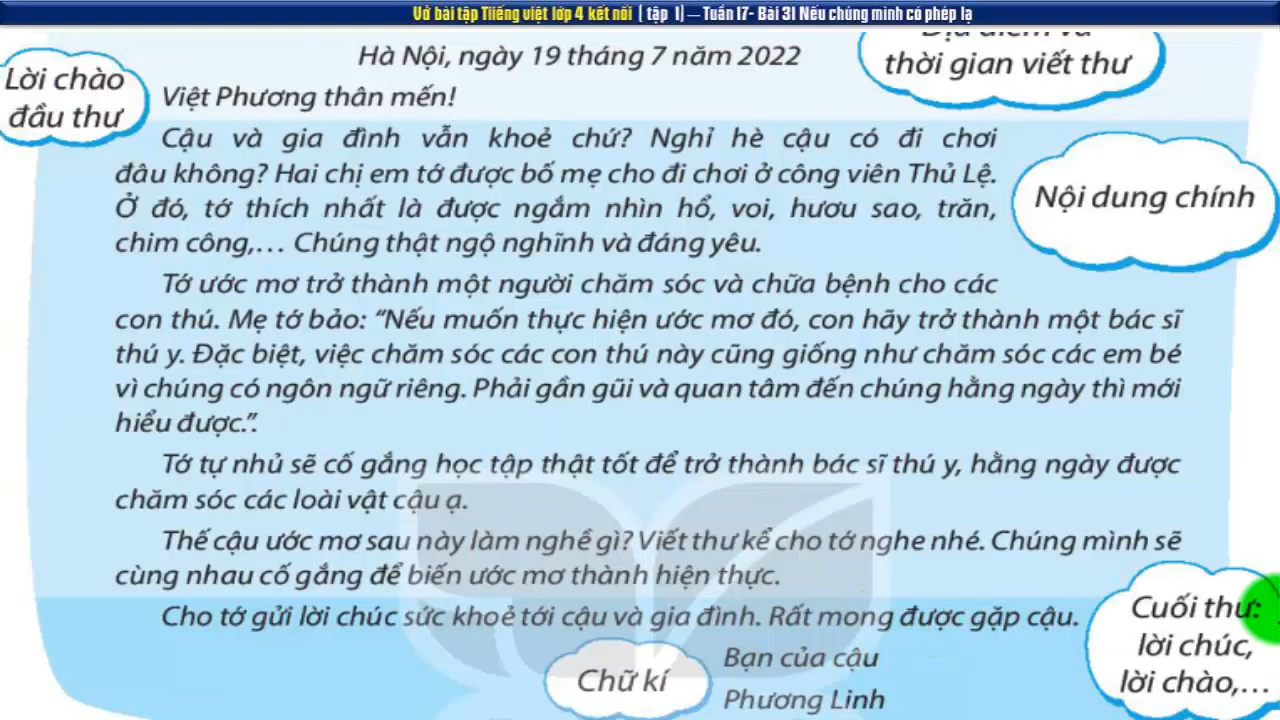 Vở bài tập Tiiếng việt lớp 4 kết nối ( tập 1) – Tuần 17- Bài 31 Nếu chúng mình có phép lạ
Địa điểm và
thời gian viết thư
Hà Nội, ngày 19 tháng 7 năm 2022
Lời chào
đầu thư
Việt Phương thân mến!
Cậu và gia đình vẫn khoẻ chứ? Nghỉ hè cậu có đi chơi
đâu không? Hai chị em tớ được bố mẹ cho đi chơi ở công viên Thủ Lệ.
Ở đó, tớ thích nhất là được ngắm nhìn hổ, voi, hươu sao, trăn,
chim công,... Chúng thật ngộ nghĩnh và đáng yêu.
Nội dung chính
Tớ ước mơ trở thành một người chăm sóc và chữa bệnh cho các
con thú. Mẹ tớ bảo: “Nếu muốn thực hiện ước mơ đó, con hãy trở thành một bác sĩ
thú y. Đặc biệt, việc chăm sóc các con thú này cũng giống như chăm sóc các em bé
vì chúng có ngôn ngữ riêng. Phải gần gũi và quan tâm đến chúng hằng ngày thì mới
hiểu được.”.
Tớ tự nhủ sẽ cố gắng học tập thật tốt để trở thành bác sĩ thú y, hằng ngày được
chăm sóc các loài vật cậu ạ.
Thế cậu ước mơ sau này làm nghề gì? Viết thư kể cho tớ nghe nhé. Chúng mình sẽ
cùng nhau cố gắng để biến ước mơ thành hiện thực.
Cho tớ gửi lời chúc sức khoẻ tới cậu và gia đình. Rất mong được gặp cậu.
Cuối thư:
lời chúc,
lời chào,...
Bạn của cậu
Chữ kí
Phương Linh